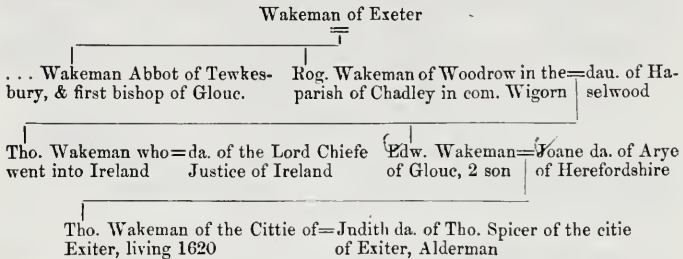 Wakeman of Exeter
. . . Wakeman Abbot of Tewkes-
bury, & first bishop of Glouc.
Rog. Wakeman of Woodrow in the=dau. of Ha-
parish of Chadley in com. Wigorn selwood
Tho. Wakeman who=da. of the Lord Chiefe
went into Ireland Justice of Ireland
Edw. Wakeman=Joane da. of Arye
of Glouc, 2 son of Herefordshire
Tho. Wakeman of the Cittie of=Judith da. of Tho. Spicer of the citie
Exiter, living 1620 of Exiter, Alderman